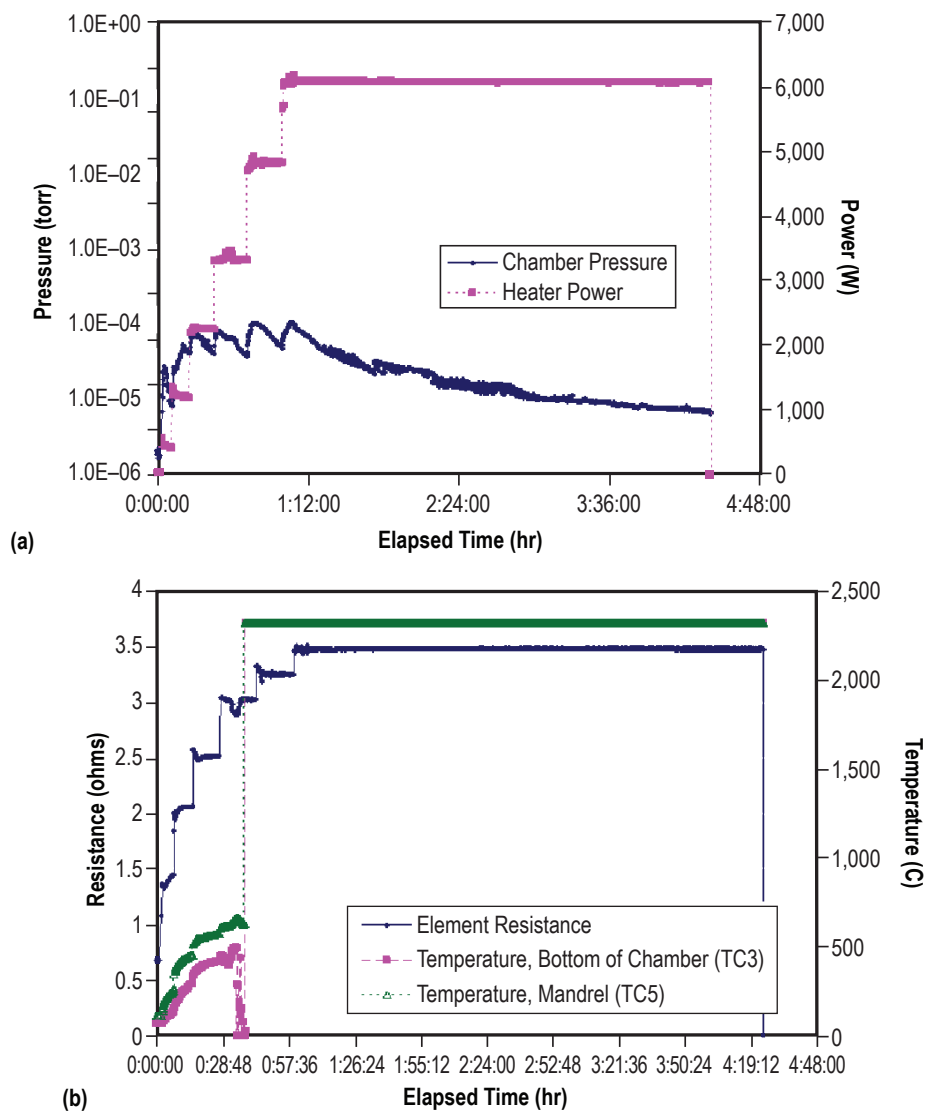 1.0E+00
1.0E–01
1.0E–02
1.0E–03
1.0E–04
1.0E–05
1.0E–06
Pressure (torr)
7,000
6,000
5,000
4,000
3,000
2,000
1,000
0
Power (W)
Chamber Pressure
Heater Power
0:00:00 1:12:00 2:24:00 3:36:00 4:48:00
Elapsed Time (hr)
(a)
4
3.5
3
2.5
2
1.5
1
0.5
0
Resistance (ohms)
2,500
2,000
1,500
1,000
500
0
Temperature (C)
Element Resistance
Temperature, Bottom of Chamber (TC3)
Temperature, Mandrel (TC5)
0:00:00 0:28:48 0:57:36 1:26:24 1:55:12 2:24:00 2:52:48 3:21:36 3:50:24 4:19:12 4:48:00
Elapsed Time (hr)
(b)